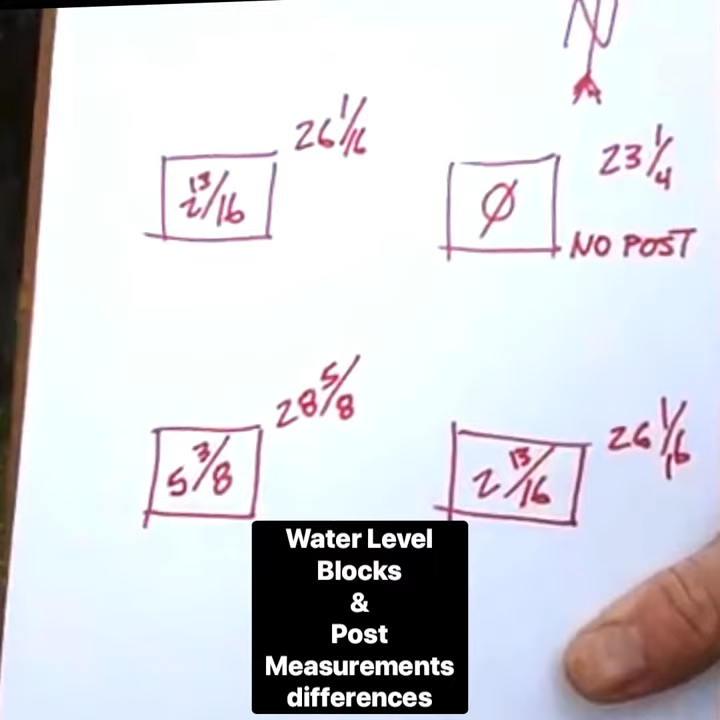 N
26 1/16
2 13/16
23 1/4
Ø
NO POST
28 5/8
5 3/8
26 1/16
2 13/16
Water Level
Blocks
&
Post
Measurements
differences